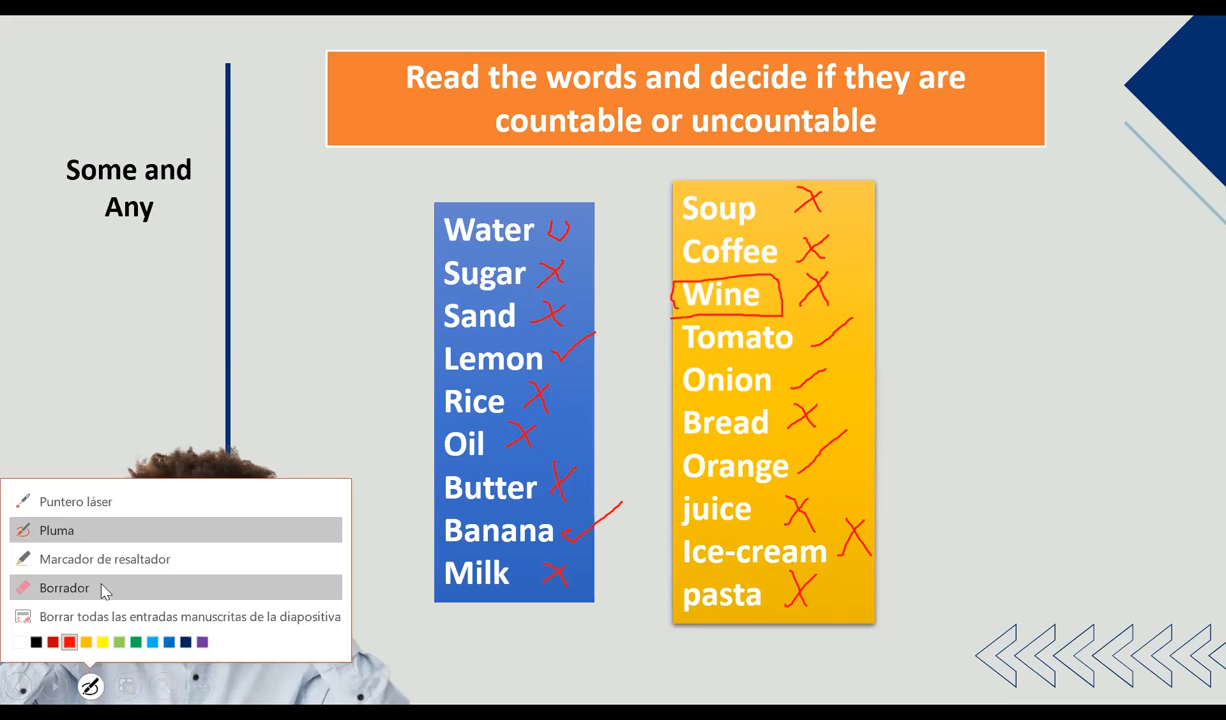 Read the words and decide if they are
countable or uncountable
Some and
Any
Water U
Sugar X
Sand X
Lemon ✓
Rice X
Oil X
Butter X
Banana ✓
Milk X
Soup X
Coffee X
Wine X
Tomato ✓
Onion ✓
Bread X
Orange ✓
juice X
Ice-cream X
pasta X
Puntero láser
Pluma
Marcador de resaltador
Borrador
Borrar todas las entradas manuscritas de la diapositiva